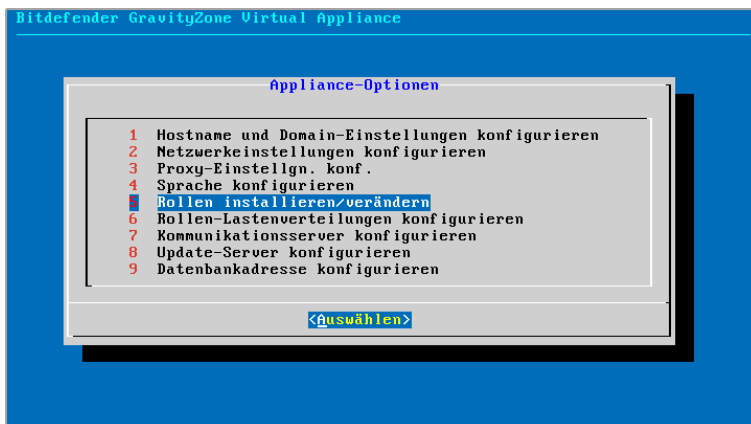 Bitdefender GravityZone Virtual Appliance
Appliance-Optionen
1 Hostname und Domain-Einstellungen konfigurieren
2 Netzwerkeinstellungen konfigurieren
3 Proxy-Einstellgn. konf.
4 Sprache konfigurieren
5 Rollen installieren/verändern
6 Rollen-Lastenverteilungen konfigurieren
7 Kommunikationsserver konfigurieren
8 Update-Server konfigurieren
9 Datenbankadresse konfigurieren
<Auswählen>